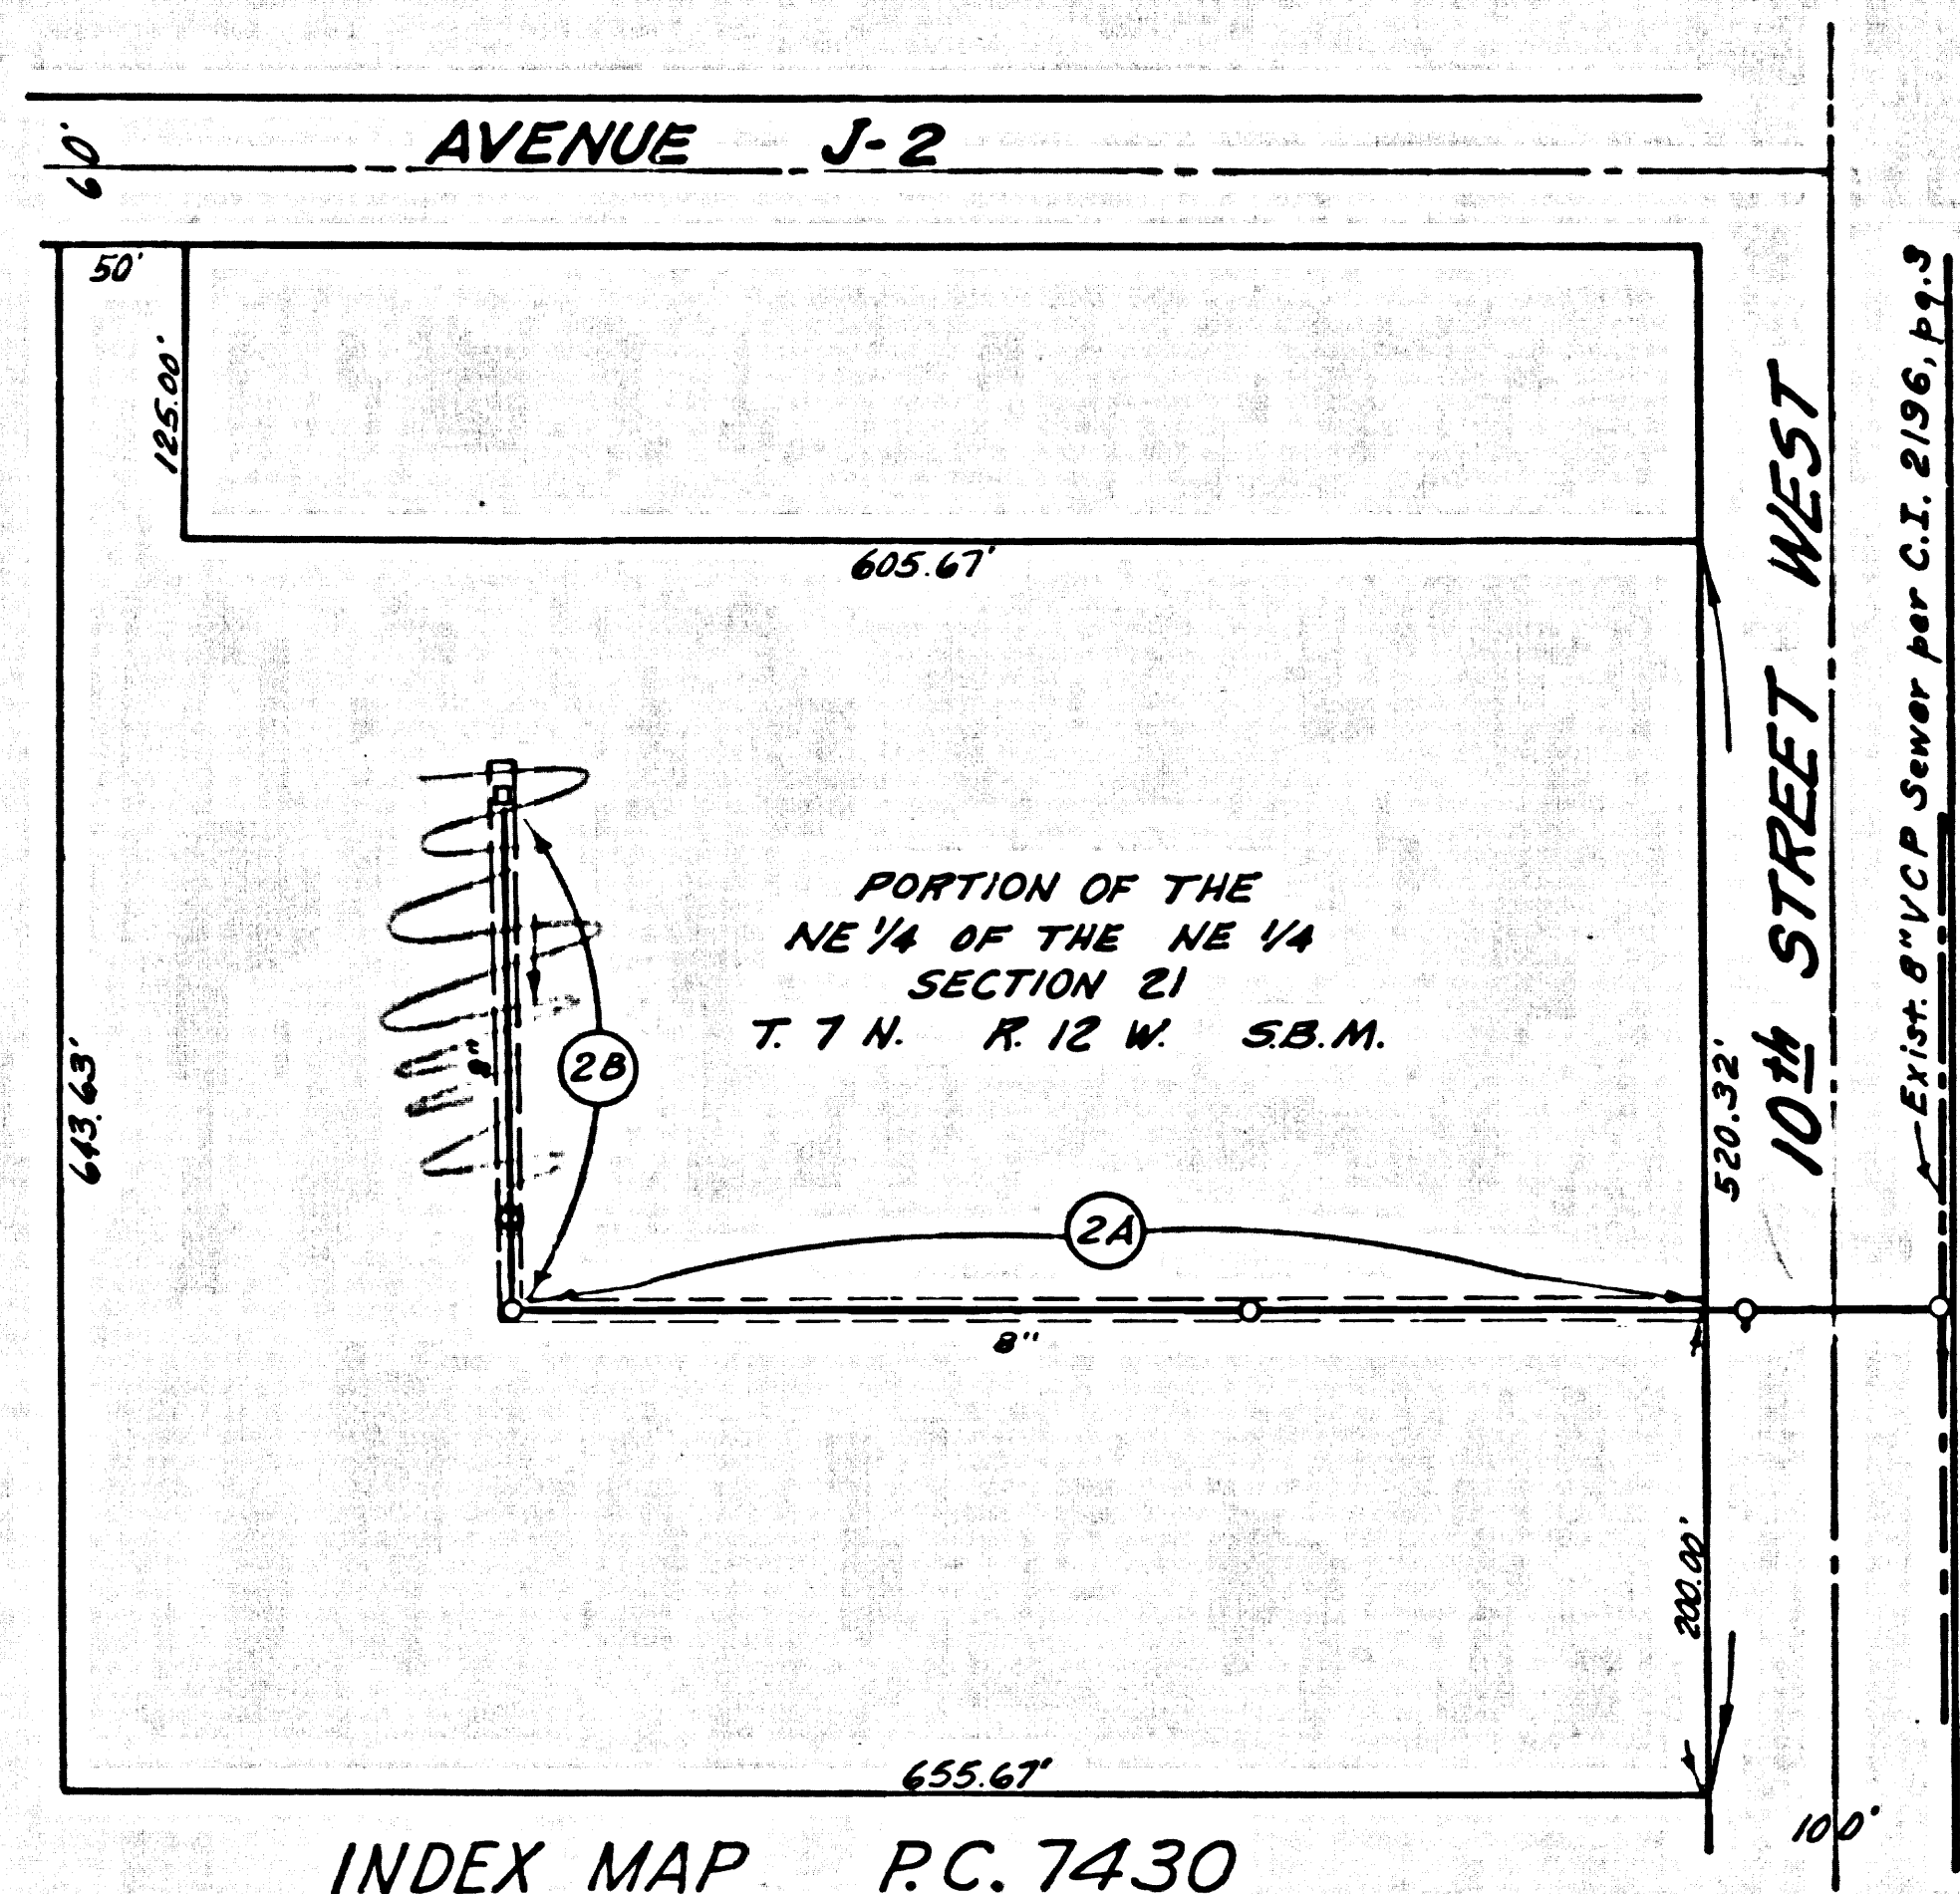 60'
AVENUE J-2
50'
125.00'
605.67'
Exist. 8" VCP Sewer per C.I. 2196, pg.3
10th STREET WEST
PORTION OF THE
NE 1/4 OF THE NE 1/4
SECTION 21
T. 7 N. R. 12 W. S.B.M.
643.63'
8"
2B
520.32'
2A
8"
200.00'
655.67'
100'
INDEX MAP P.C. 7430